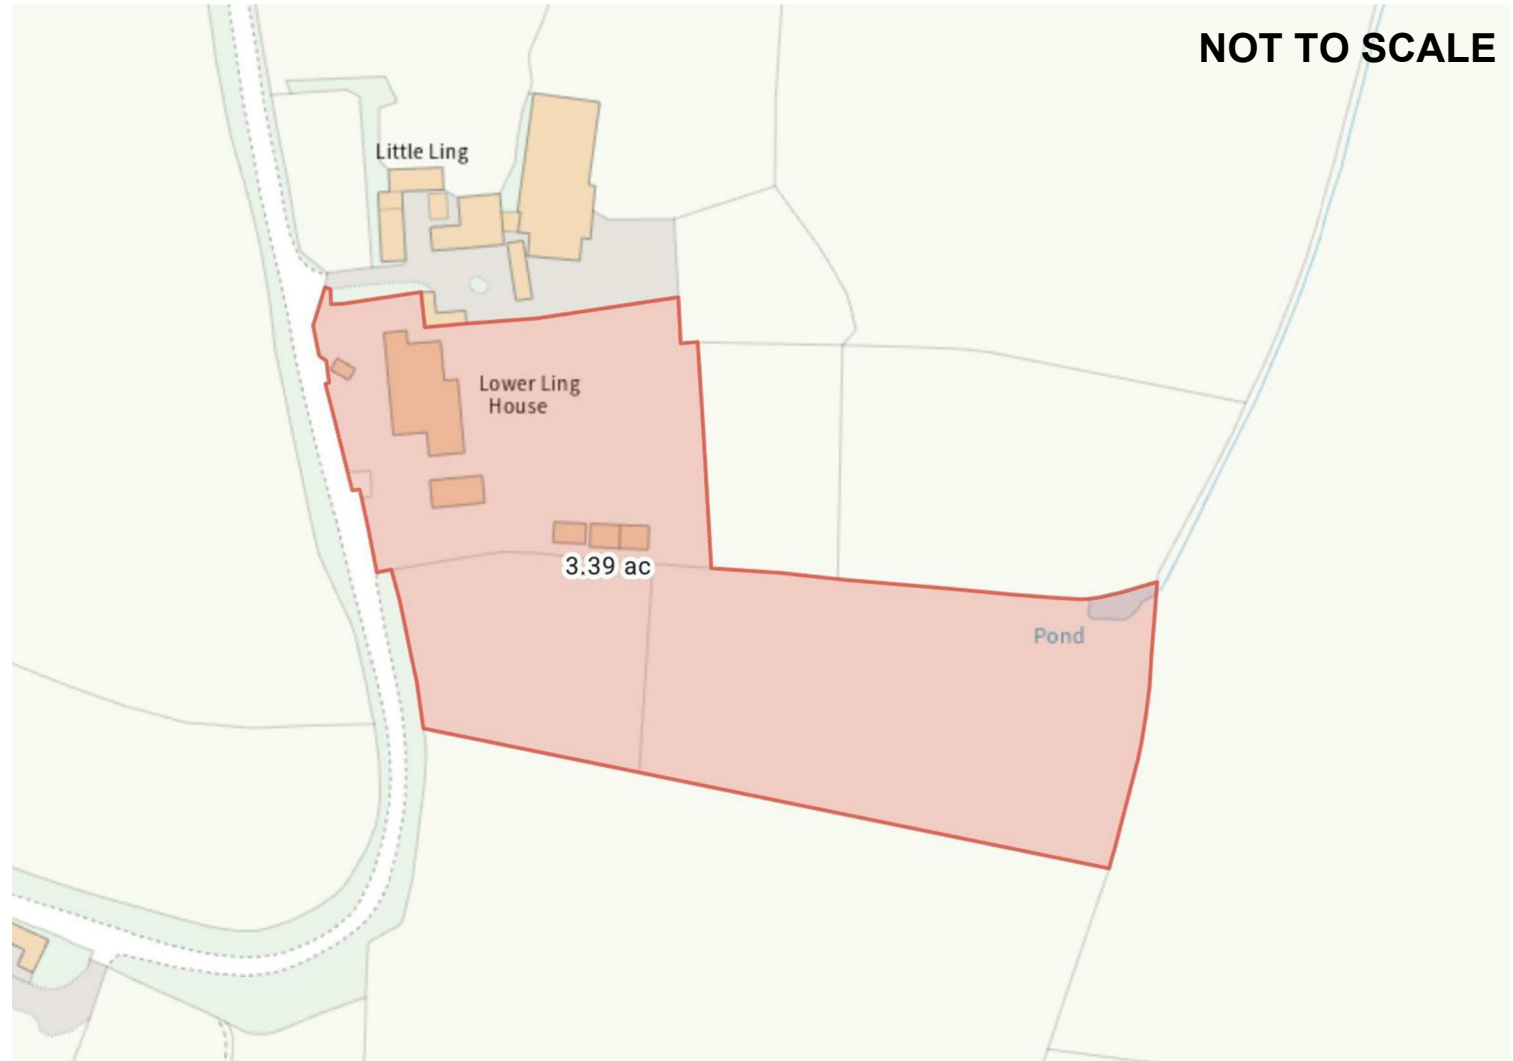 NOT TO SCALE
Little Ling
Lower Ling
House
3.39 ac
Pond